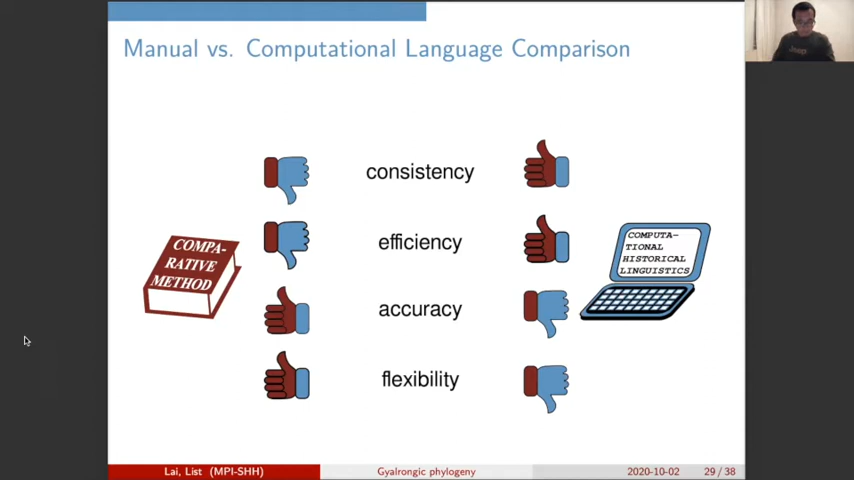 Manual vs. Computational Language Comparison
Jeep
consistency
efficiency
accuracy
flexibility
COMPA-
RATIVE
METHOD
COMPUTA-
TIONAL
HISTORICAL
LINGUISTICS
Lai, List (MPI-SHH)
Gyalrongic phylogeny
2020-10-02
29 / 38